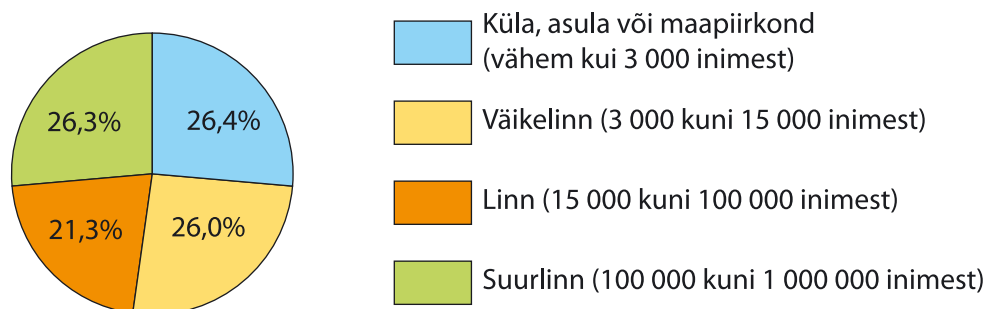 26,3%
26,4%
21,3%
26,0%
Küla, asula või maapiirkond
(vähem kui 3 000 inimest)
Väikelinn (3 000 kuni 15 000 inimest)
Linn (15 000 kuni 100 000 inimest)
Suurlinn (100 000 kuni 1 000 000 inimest)